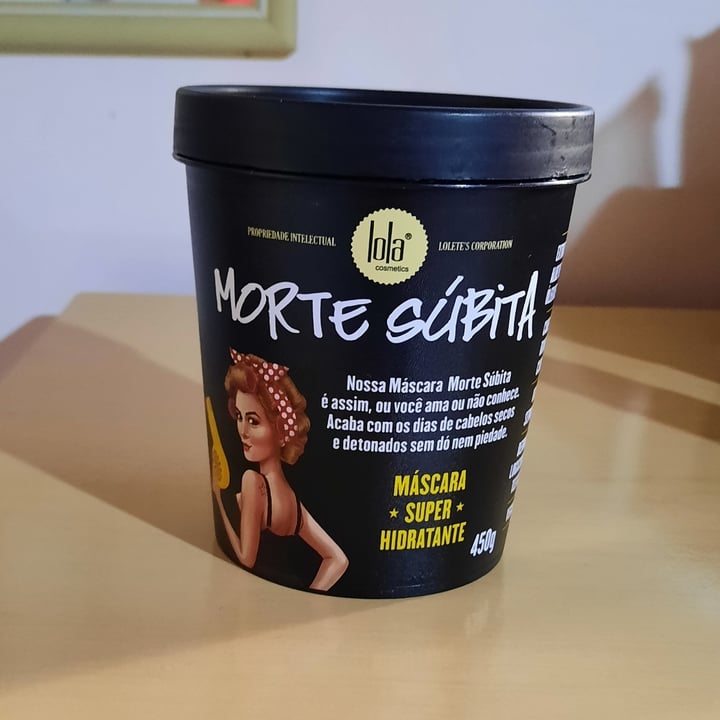 PROPRIEDADE INTELECTUAL
lola®
cosmetics
LOLETE'S CORPORATION
MORTE SÚBITA
Nossa Máscara Morte Súbita
é assim, ou você ama ou não conhece.
Acaba com os dias de cabelos secos
e detonados sem dó nem piedade.
MÁSCARA
★ SUPER ★
HIDRATANTE
450g